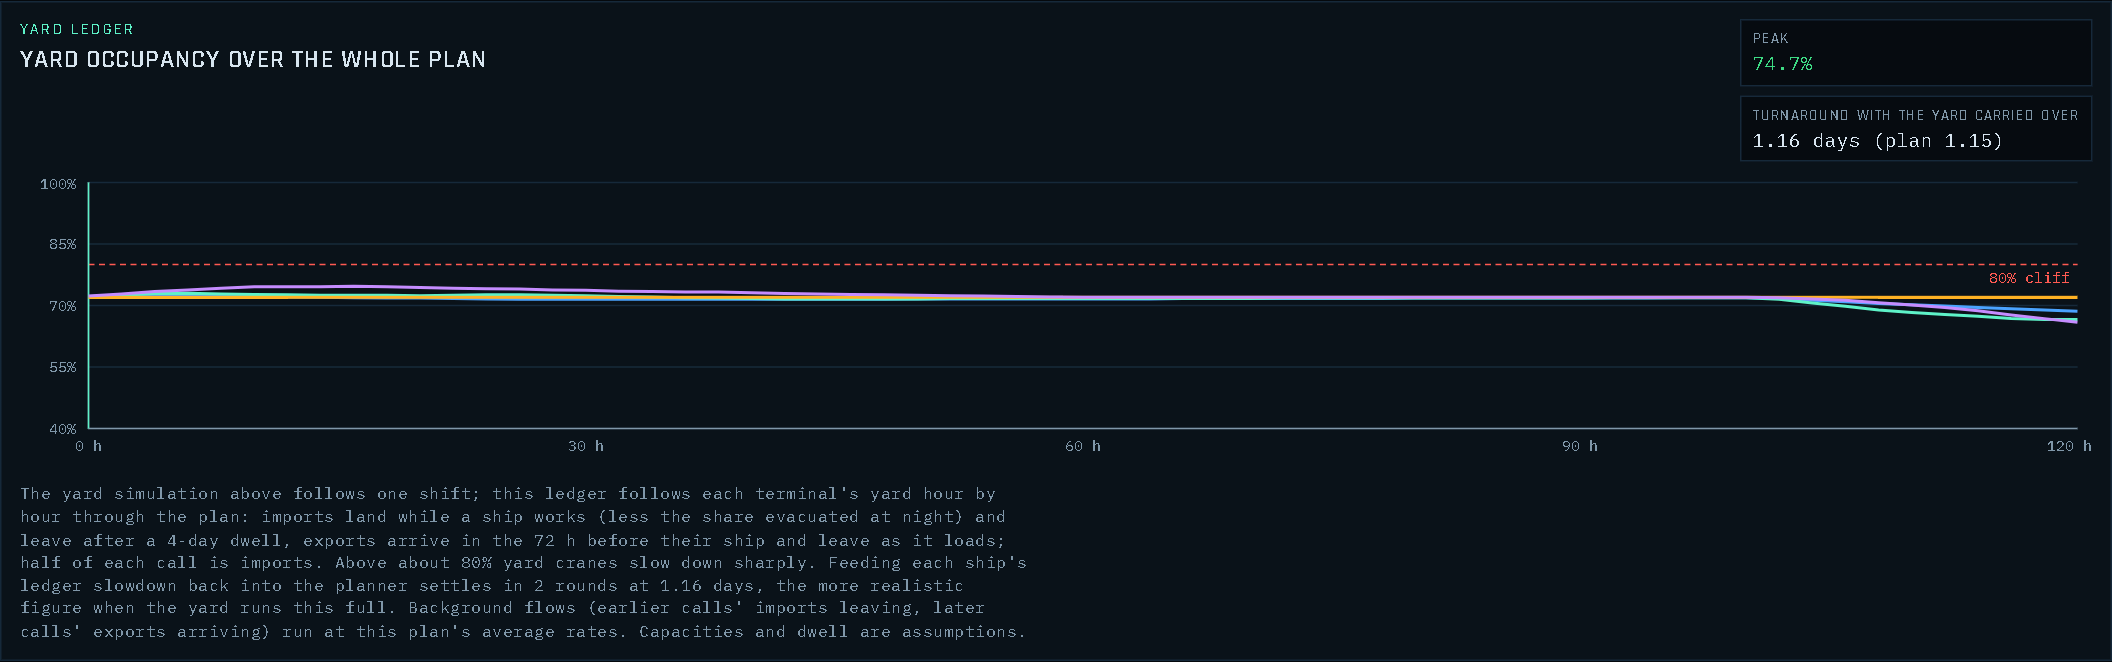 YARD LEDGER
YARD OCCUPANCY OVER THE WHOLE PLAN
PEAK
74.7%
TURNAROUND WITH THE YARD CARRIED OVER
1.16 days (plan 1.15)
100%
85%
80% cliff
70%
55%
40%
0 h
30 h
60 h
90 h
120 h
The yard simulation above follows one shift; this ledger follows each terminal's yard hour by
hour through the plan: imports land while a ship works (less the share evacuated at night) and
leave after a 4-day dwell, exports arrive in the 72 h before their ship and leave as it loads;
half of each call is imports. Above about 80% yard cranes slow down sharply. Feeding each ship's
ledger slowdown back into the planner settles in 2 rounds at 1.16 days, the more realistic
figure when the yard runs this full. Background flows (earlier calls' imports leaving, later
calls' exports arriving) run at this plan's average rates. Capacities and dwell are assumptions.